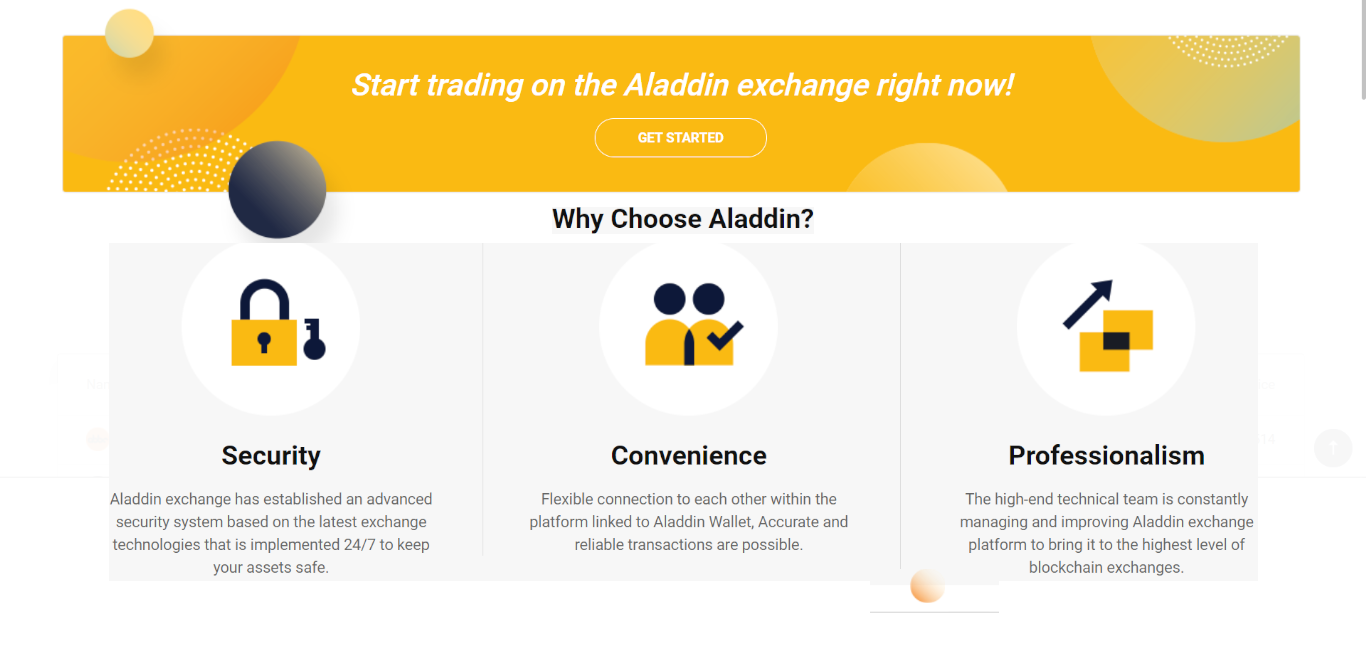 Start trading on the Aladdin exchange right now!
GET STARTED
Why Choose Aladdin?
Security
Aladdin exchange has established an advanced
security system based on the latest exchange
technologies that is implemented 24/7 to keep
your assets safe.
Convenience
Flexible connection to each other within the
platform linked to Aladdin Wallet, Accurate and
reliable transactions are possible.
Professionalism
The high-end technical team is constantly
managing and improving Aladdin exchange
platform to bring it to the highest level of
blockchain exchanges.